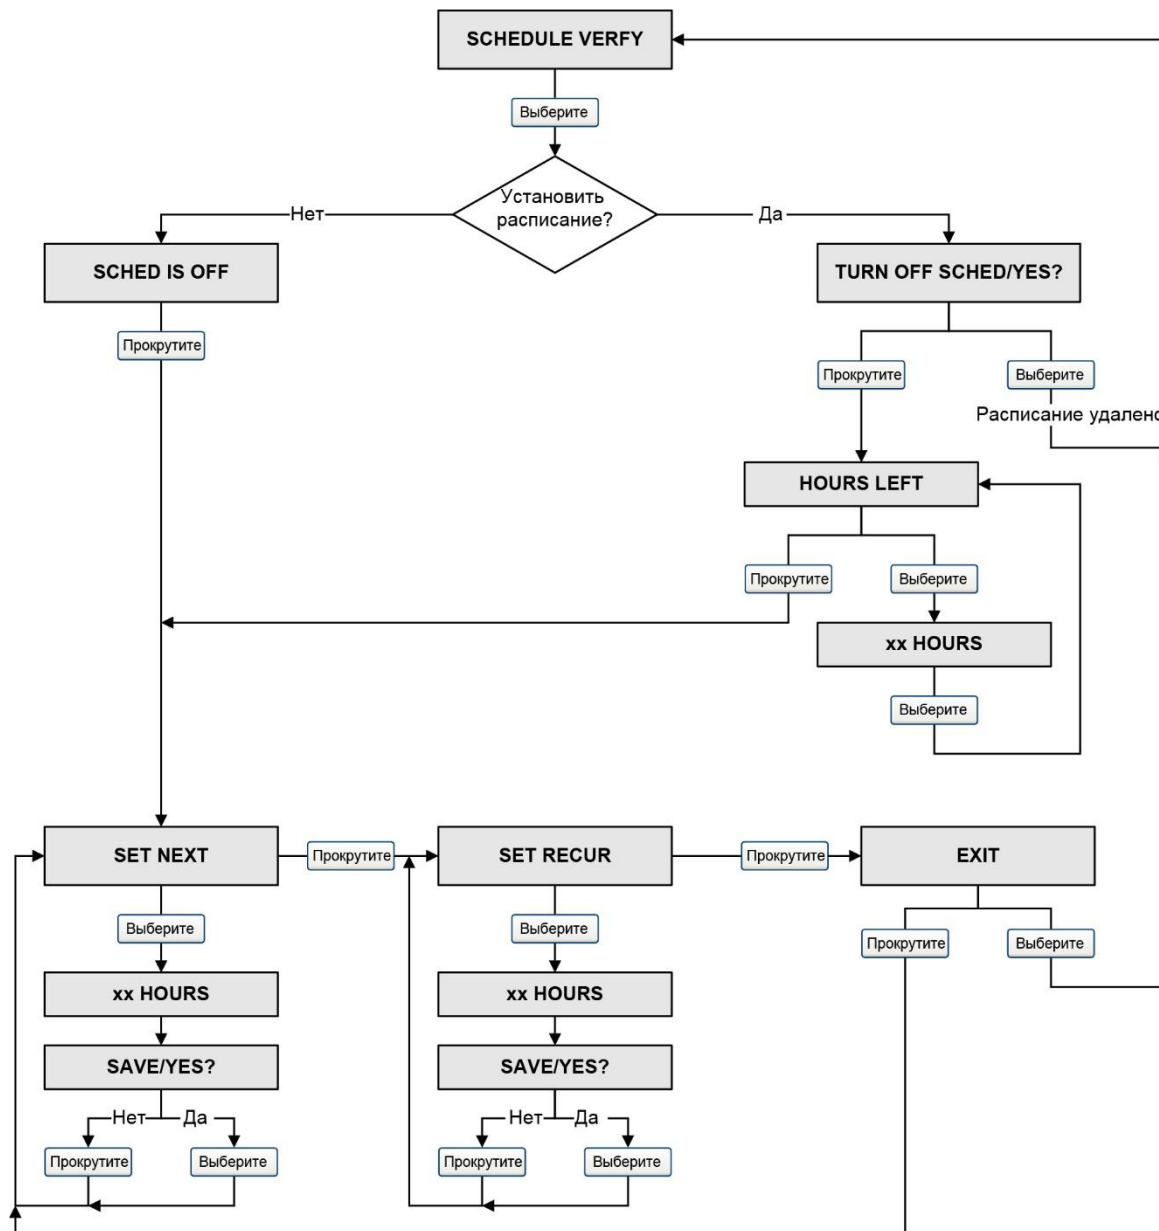 SCHEDULE VERFY
Выберите
Установить
расписание?
Нет
Да
SCHED IS OFF
TURN OFF SCHED/YES?
Прокрутите
Прокрутите
Выберите
Расписание удалено
HOURS LEFT
Прокрутите
Выберите
xx HOURS
Выберите
SET NEXT
Прокрутите
SET RECUR
Прокрутите
EXIT
Выберите
Выберите
Прокрутите
Выберите
xx HOURS
xx HOURS
SAVE/YES?
SAVE/YES?
Нет
Да
Нет
Да
Прокрутите
Выберите
Прокрутите
Выберите